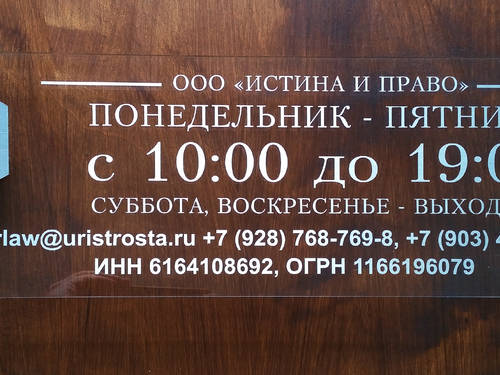 ООО «ИСТИНА И ПРАВО»
ПОНЕДЕЛЬНИК - ПЯТНИ
с 10:00 до 19:0
СУББОТА, ВОСКРЕСЕНЬЕ - ВЫХОД
rlaw@uristrosta.ru +7 (928) 768-769-8, +7 (903) 4
ИНН 6164108692, ОГРН 1166196079